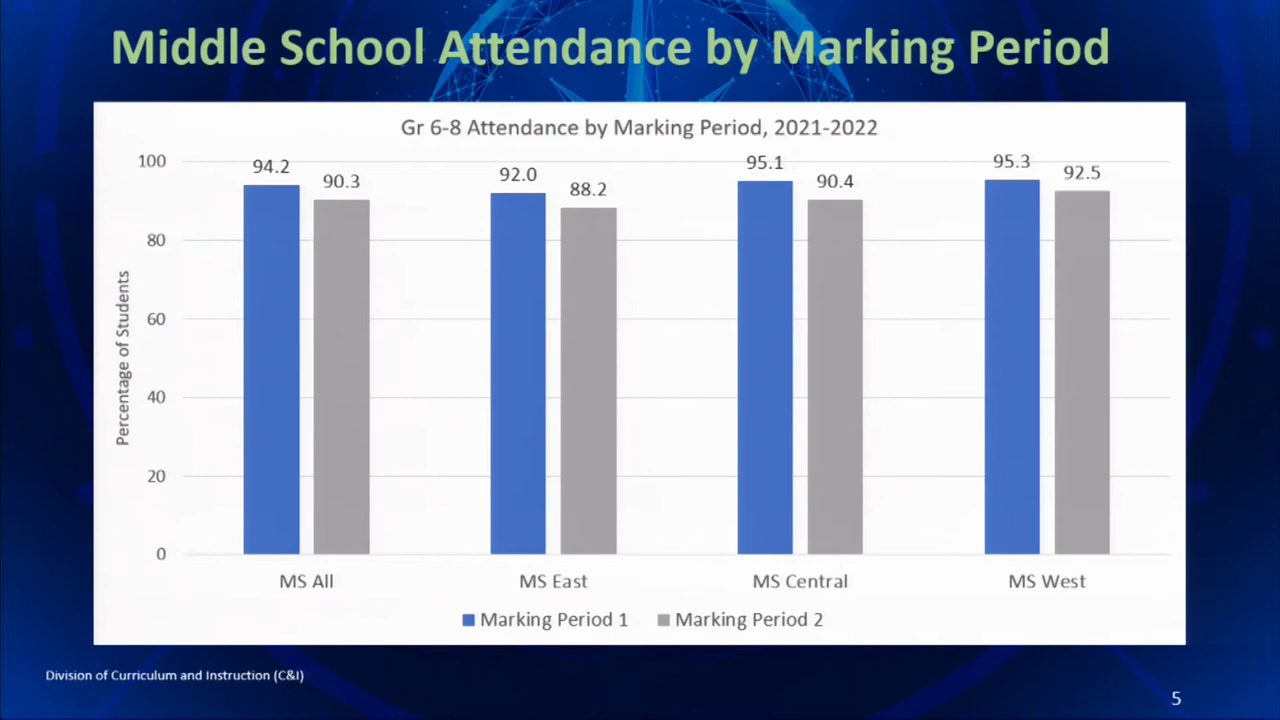 Middle School Attendance by Marking Period
Gr 6-8 Attendance by Marking Period, 2021-2022
Percentage of Students
100
80
60
40
20
0
94.2
90.3
92.0
88.2
95.1
90.4
95.3
92.5
MS All
MS East
MS Central
MS West
Marking Period 1
Marking Period 2
Division of Curriculum and Instruction (C&I)
5